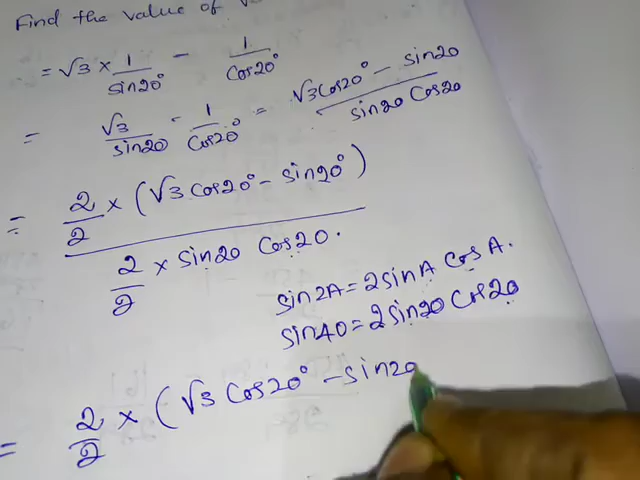 Find the value of
= √3 × 1/sin20° - 1/cos20°
= √3/sin20 - 1/cos20° = √3cos20° - sin20/sin20 cos20
= 2/2 × (√3 cos20° - sin20°)/2/2 × sin20 cos20.
sin2A = 2sinA cosA.
sin40 = 2sin20 cos20
= 2/2 × (√3 cos20° - sin20